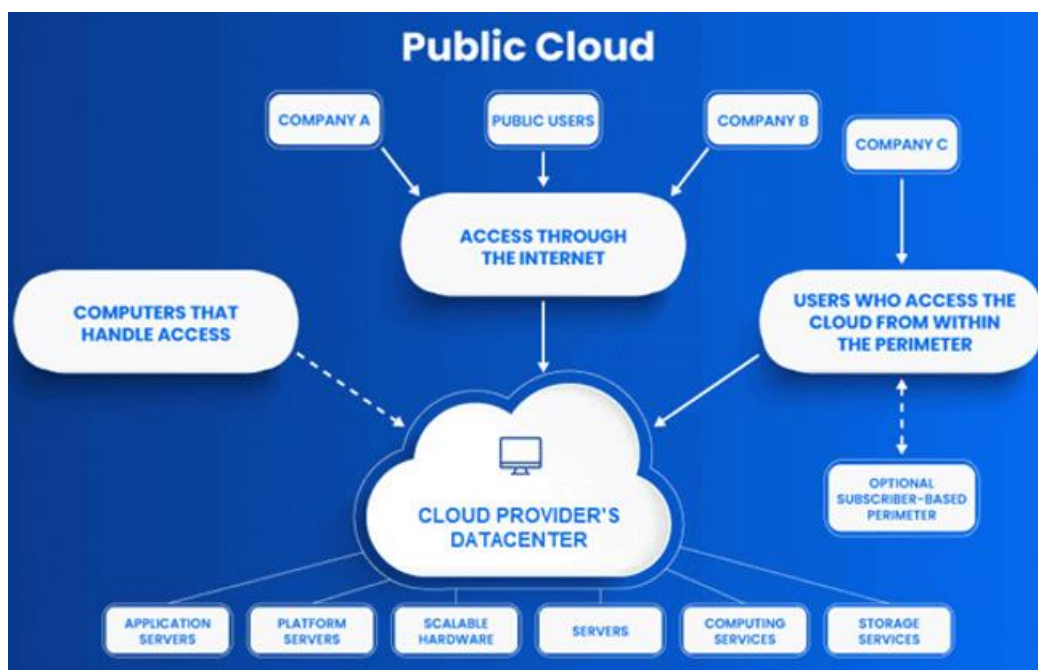 Public Cloud
COMPANY A
PUBLIC USERS
COMPANY B
COMPANY C
ACCESS THROUGH
THE INTERNET
COMPUTERS THAT
HANDLE ACCESS
USERS WHO ACCESS THE
CLOUD FROM WITHIN
THE PERIMETER
OPTIONAL
SUBSCRIBER-BASED
PERIMETER
CLOUD PROVIDER'S
DATACENTER
APPLICATION
SERVERS
PLATFORM
SERVERS
SCALABLE
HARDWARE
SERVERS
COMPUTING
SERVICES
STORAGE
SERVICES